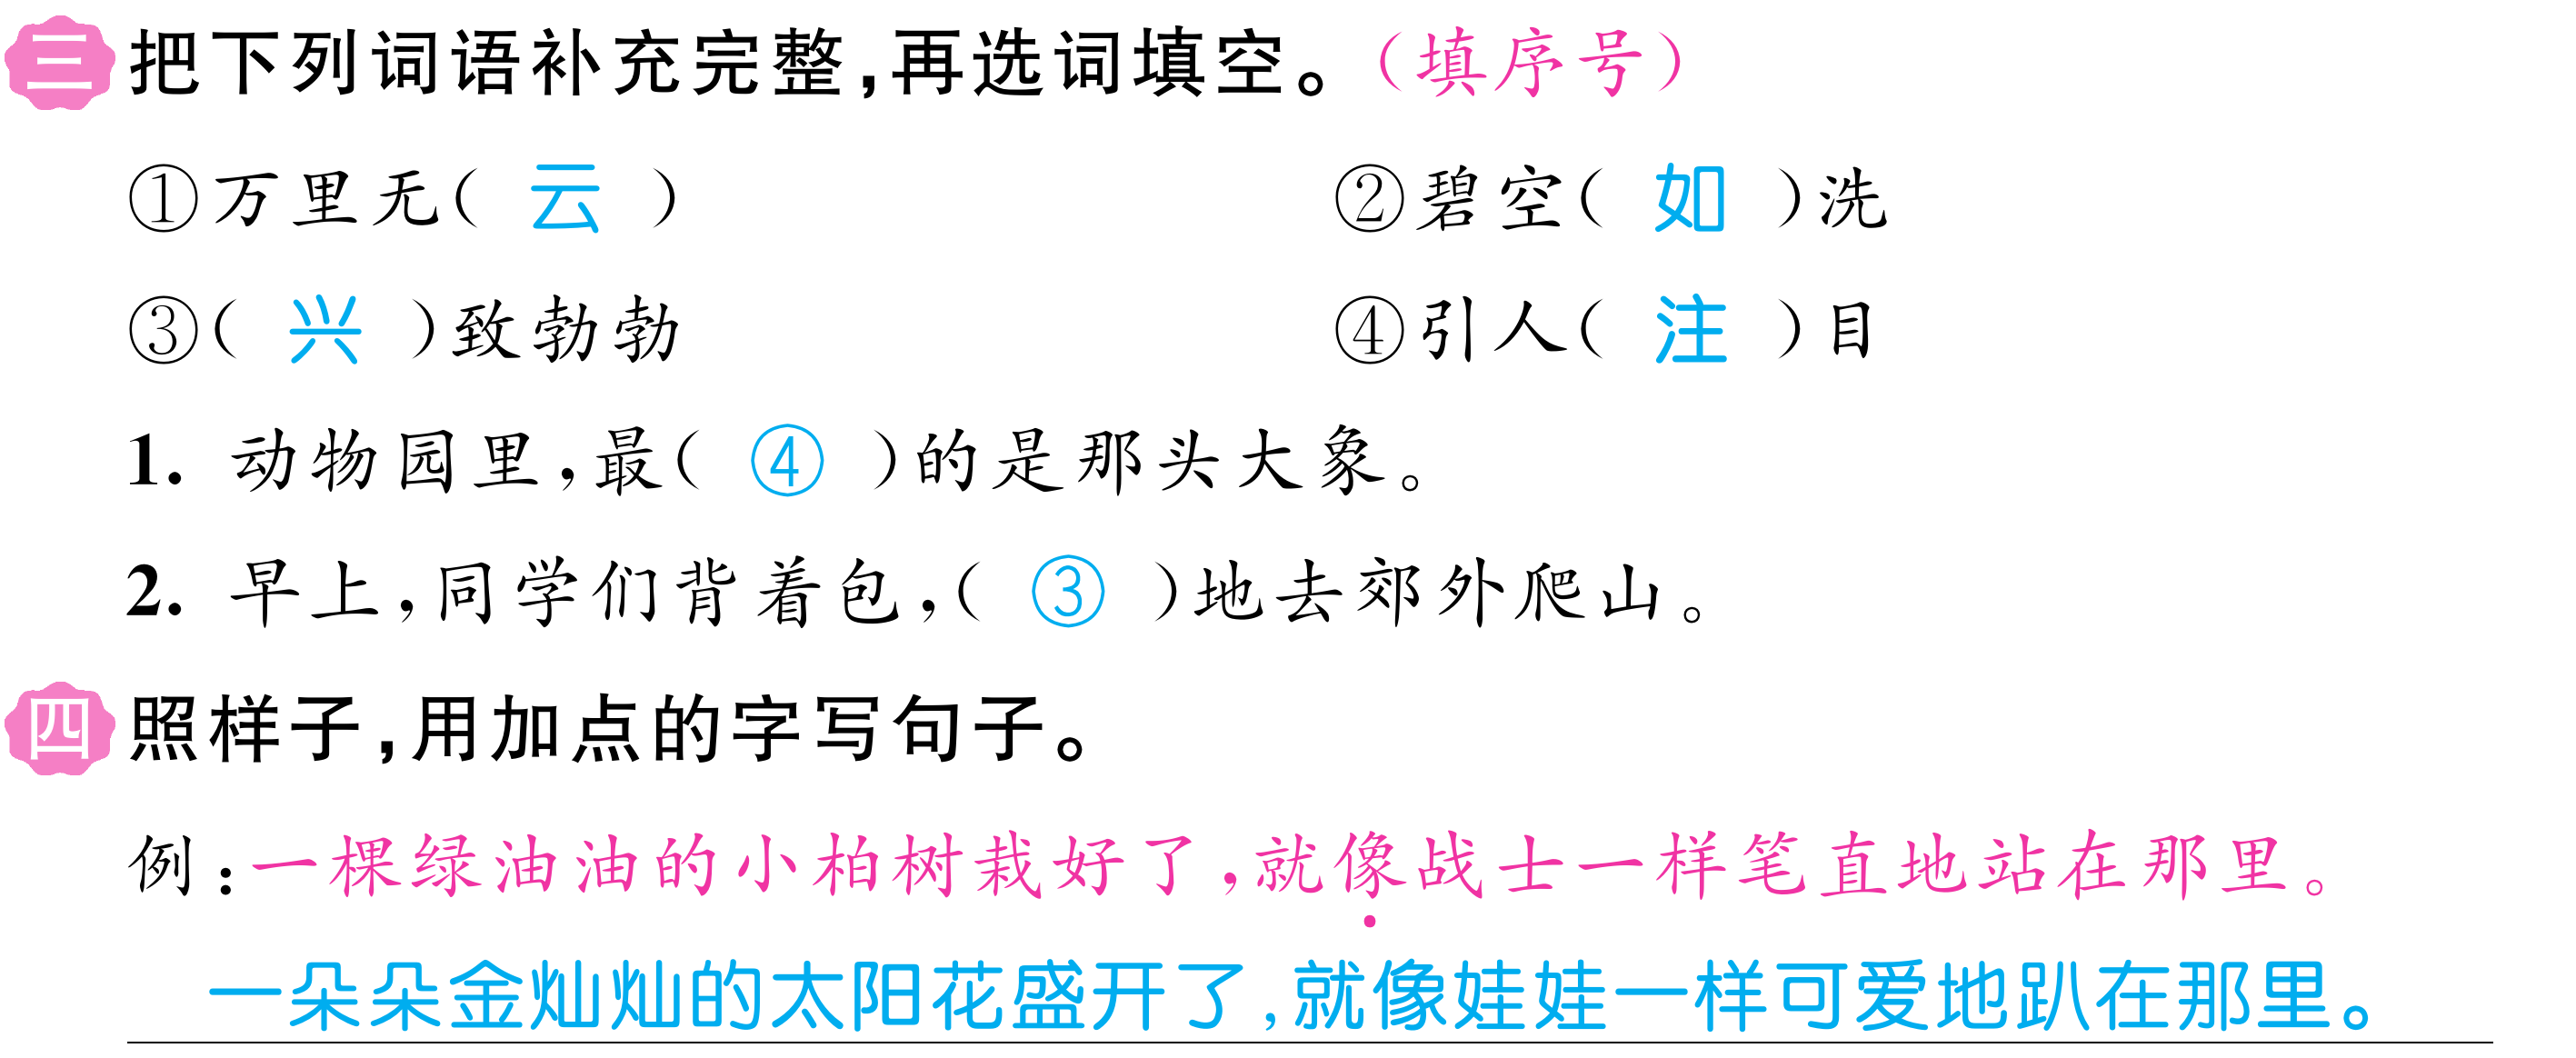 三 把下列词语补充完整,再选词填空。(填序号)
①万里无( 云 ) ②碧空( 如 )洗
③( 兴 )致勃勃 ④引人( 注 )目
1. 动物园里,最( ④ )的是那头大象。
2. 早上,同学们背着包,( ③ )地去郊外爬山。
四 照样子,用加点的字写句子。
例:一棵绿油油的小柏树栽好了,就像战士一样笔直地站在那里。
一朵朵金灿灿的太阳花盛开了,就像娃娃一样可爱地趴在那里。